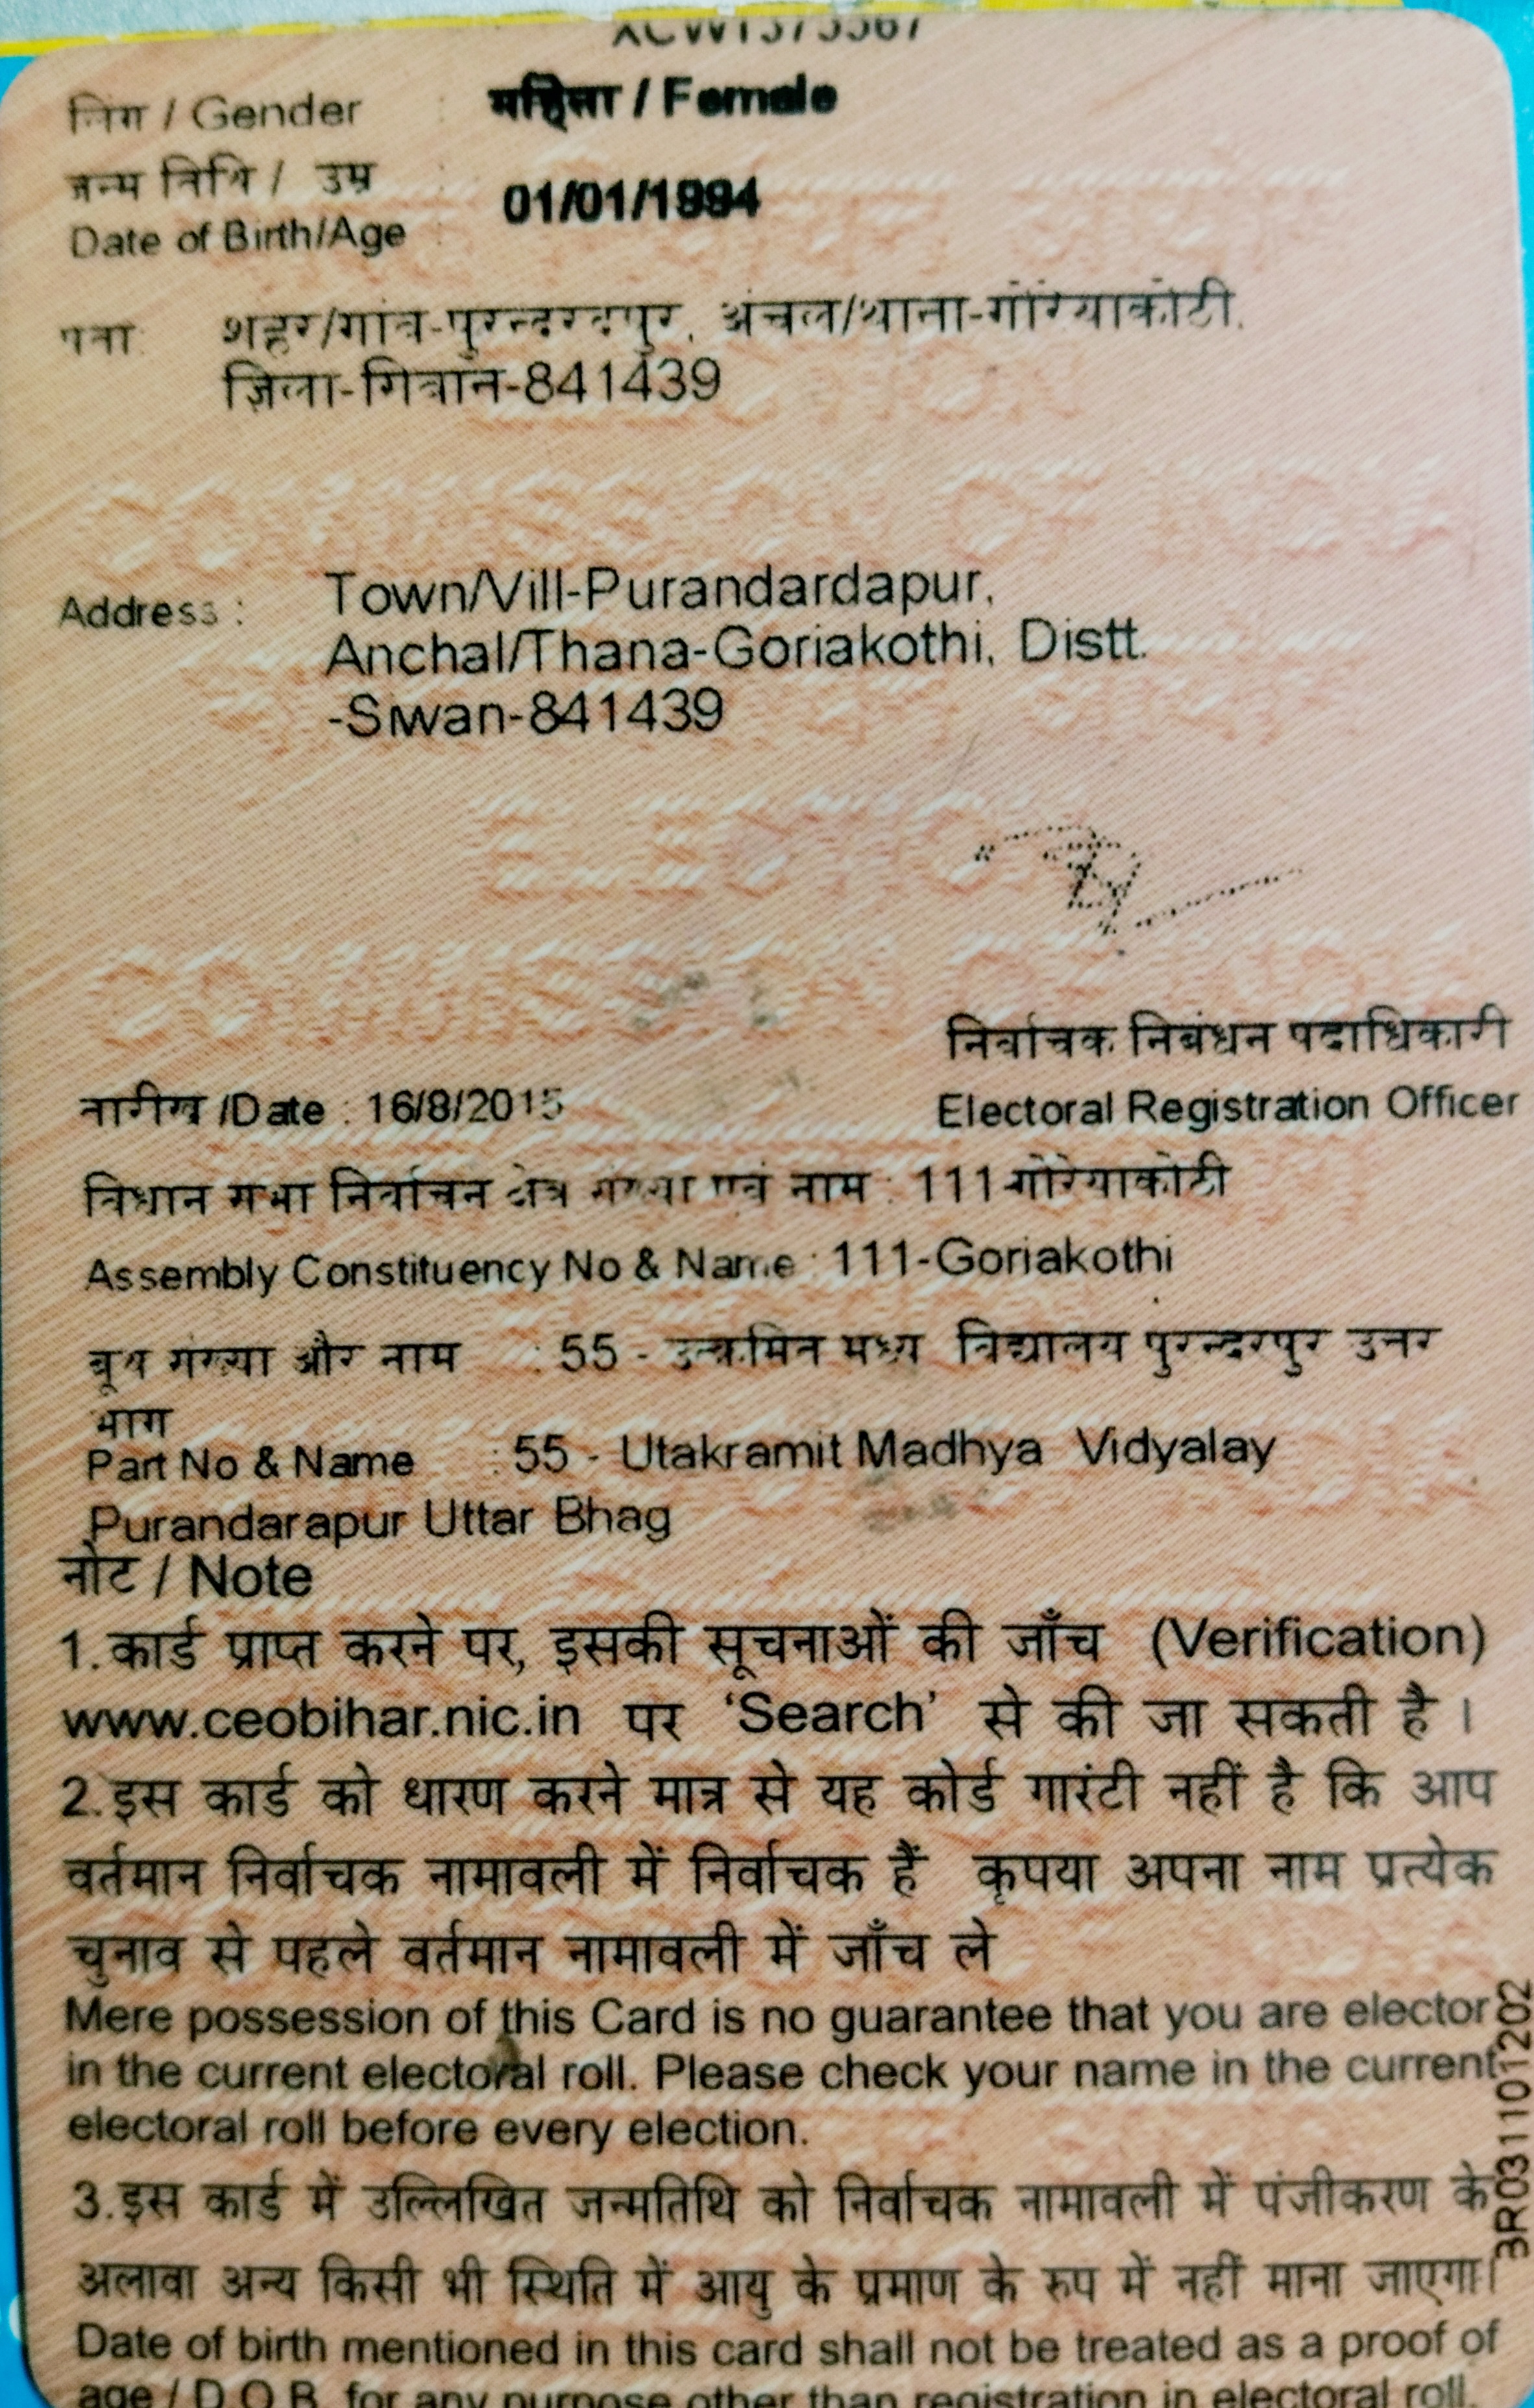 लिंग / Gender : महिला / Female
जन्म तिथि / उम्र
Date of Birth/Age : 01/01/1994
पता: शहर/गांव-पुरन्दरदपुर, अंचल/थाना-गोरेयाकोठी,
ज़िला-सिवान-841439
Address : Town/Vill-Purandardapur,
Anchal/Thana-Goriakothi, Distt.
-Siwan-841439
निर्वाचक निबंधन पदाधिकारी
तारीख /Date : 16/8/2015
Electoral Registration Officer
विधान सभा निर्वाचन क्षेत्र संख्या एवं नाम : 111-गोरेयाकोठी
Assembly Constituency No & Name : 111-Goriakothi
बूथ संख्या और नाम : 55 - उत्क्रमित मध्य विद्यालय पुरन्दरपुर उत्तर
भाग
Part No & Name : 55 - Utakramit Madhya Vidyalay
Purandarapur Uttar Bhag
नोट / Note
1.कार्ड प्राप्त करने पर, इसकी सूचनाओं की जाँच (Verification)
www.ceobihar.nic.in पर ‘Search’ से की जा सकती है ।
2.इस कार्ड को धारण करने मात्र से यह कोई गारंटी नहीं है कि आप
वर्तमान निर्वाचक नामावली में निर्वाचक हैं कृपया अपना नाम प्रत्येक
चुनाव से पहले वर्तमान नामावली में जाँच ले
Mere possession of this Card is no guarantee that you are elector
in the current electoral roll. Please check your name in the current
electoral roll before every election.
3.इस कार्ड में उल्लिखित जन्मतिथि को निर्वाचक नामावली में पंजीकरण के
अलावा अन्य किसी भी स्थिति में आयु के प्रमाण के रुप में नहीं माना जाएगा।
Date of birth mentioned in this card shall not be treated as a proof of
age / D.O.B. for any purpose other than registration in electoral roll
3R031101202